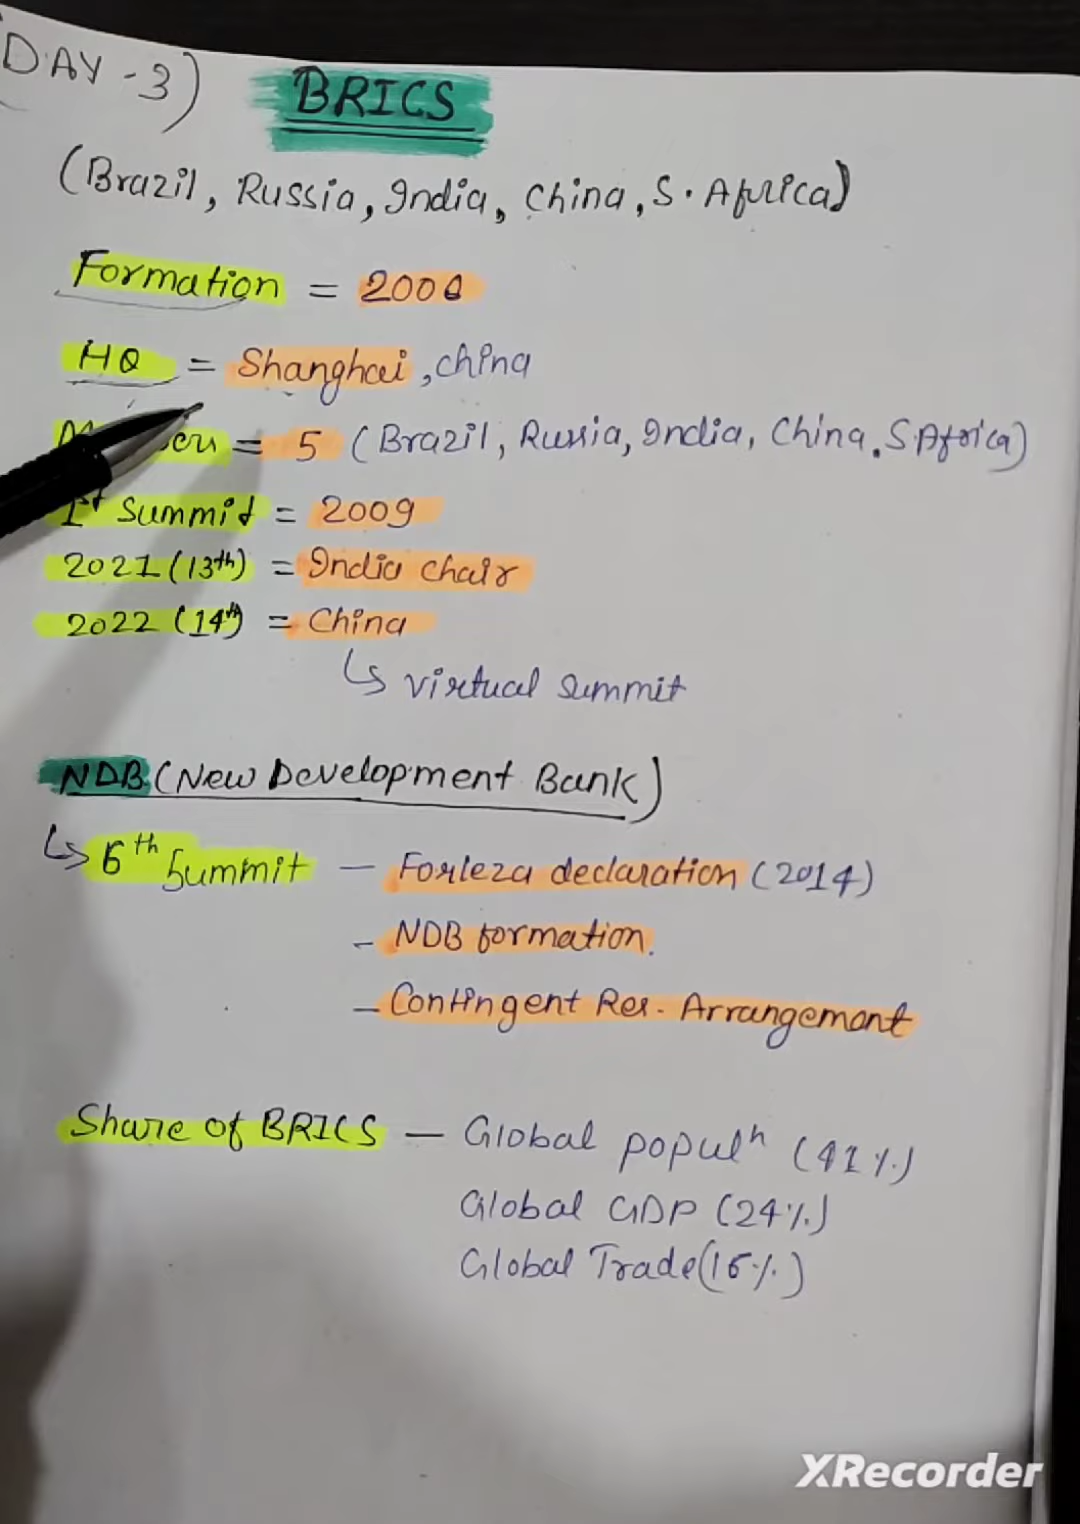 (DAY-3)
BRICS
(Brazil, Russia, India, China, S. Africa)
Formation = 2006
HQ = Shanghai, china
= 5 (Brazil, Russia, India, China, S.Africa)
1st Summit = 2009
2021 (13th) = India chair
2022 (14th) = China
↳ virtual summit
NDB (New Development Bank)
↳ 6th Summit — Forleza declaration (2014)
- NDB formation.
- Contingent Res. Arrangement
Share of BRICS — Global populn (41%)
Global GDP (24%)
Global Trade (16%)
XRecorder